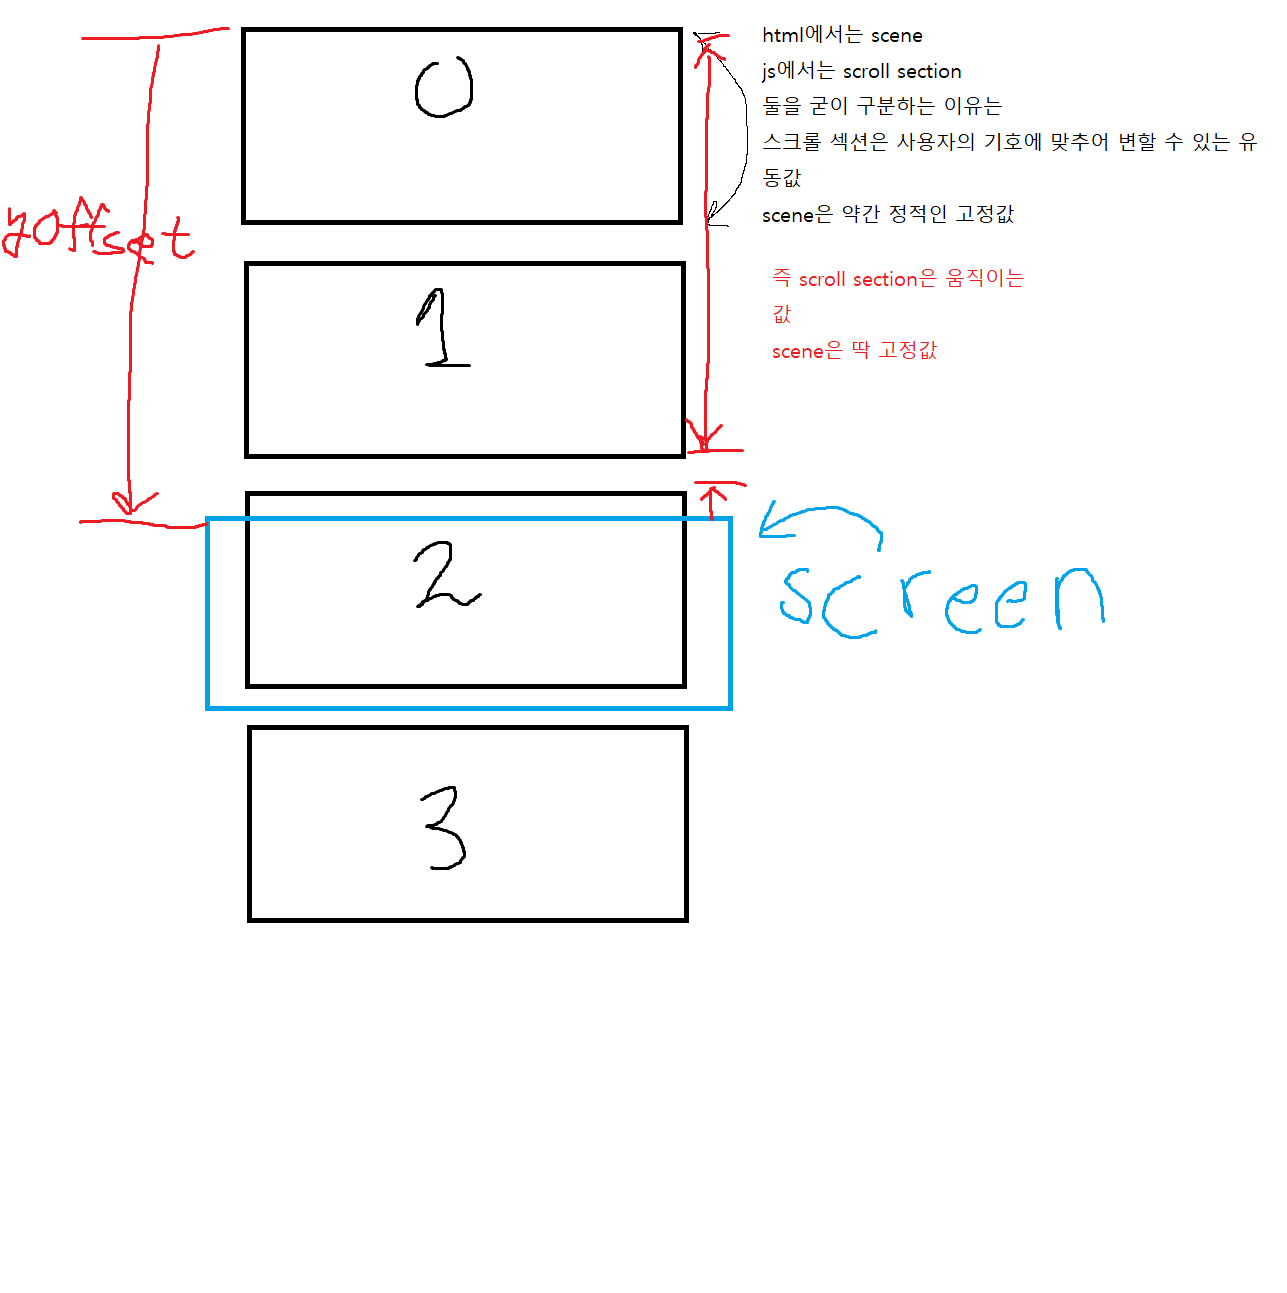 0
html에서는 scene
js에서는 scroll section
둘을 굳이 구분하는 이유는
스크롤 섹션은 사용자의 기호에 맞추어 변할 수 있는 유
동값
scene은 약간 정적인 고정값
yoffset
즉 scroll section은 움직이는
값
scene은 딱 고정값
1
2
screen
3